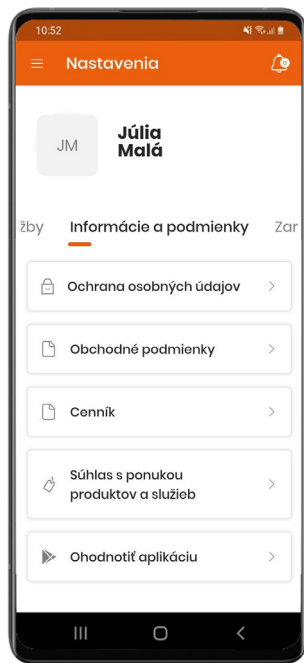 10:52
Nastavenia
0
JM
Júlia
Malá
žby Informácie a podmienky Zar
Ochrana osobných údajov
Obchodné podmienky
Cenník
Súhlas s ponukou
produktov a služieb
Ohodnotiť aplikáciu